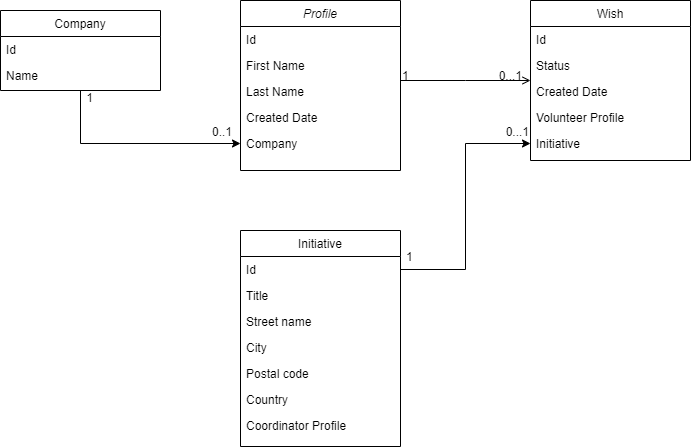 Company
Id
Name
1
0..1
Profile
Id
First Name
Last Name
Created Date
Company
1
0...1
Wish
Id
Status
Created Date
Volunteer Profile
Initiative
0...1
Initiative
Id
Title
Street name
City
Postal code
Country
Coordinator Profile
1